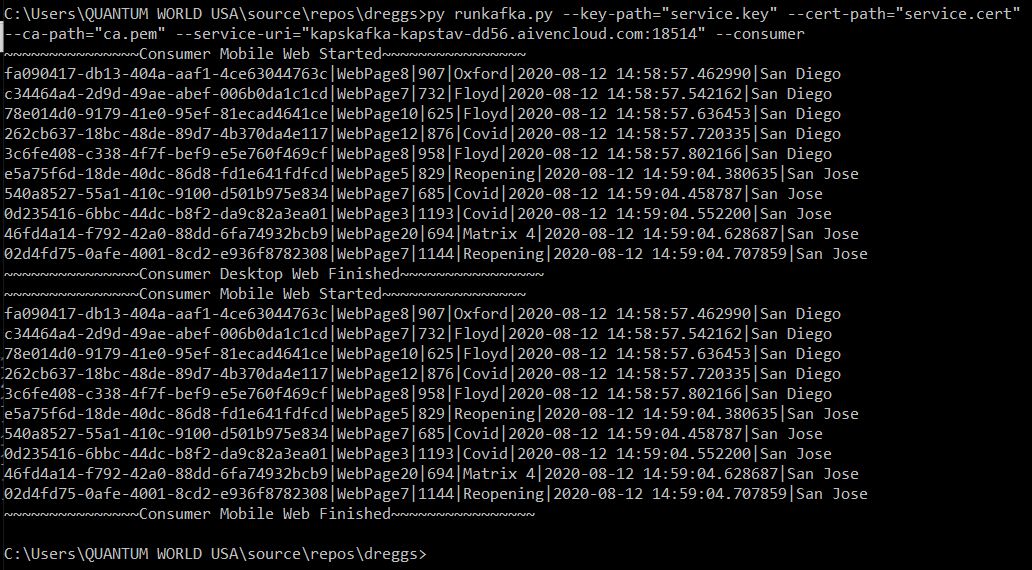 C:\Users\QUANTUM WORLD USA\source\repos\dreggs>py runkafka.py --key-path="service.key" --cert-path="service.cert"
--ca-path="ca.pem" --service-uri="kapskafka-kapstav-dd56.aivencloud.com:18514" --consumer
~~~~~~~~~~~~~~~Consumer Mobile Web Started~~~~~~~~~~~~~~~~
fa090417-db13-404a-aaf1-4ce63044763c|WebPage8|907|Oxford|2020-08-12 14:58:57.462990|San Diego
c34464a4-2d9d-49ae-abef-006b0da1c1cd|WebPage7|732|Floyd|2020-08-12 14:58:57.542162|San Diego
78e014d0-9179-41e0-95ef-81ecad4641ce|WebPage10|625|Floyd|2020-08-12 14:58:57.636453|San Diego
262cb637-18bc-48de-89d7-4b370da4e117|WebPage12|876|Covid|2020-08-12 14:58:57.720335|San Diego
3c6fe408-c338-4f7f-bef9-e5e760f469cf|WebPage8|958|Floyd|2020-08-12 14:58:57.802166|San Diego
e5a75f6d-18de-40dc-86d8-fd1e641fdfcd|WebPage5|829|Reopening|2020-08-12 14:59:04.380635|San Jose
540a8527-55a1-410c-9100-d501b975e834|WebPage7|685|Covid|2020-08-12 14:59:04.458787|San Jose
0d235416-6bbc-44dc-b8f2-da9c82a3ea01|WebPage3|1193|Covid|2020-08-12 14:59:04.552200|San Jose
46fd4a14-f792-42a0-88dd-6fa74932bcb9|WebPage20|694|Matrix 4|2020-08-12 14:59:04.628687|San Jose
02d4fd75-0afe-4001-8cd2-e936f8782308|WebPage7|1144|Reopening|2020-08-12 14:59:04.707859|San Jose
~~~~~~~~~~~~~~~Consumer Desktop Web Finished~~~~~~~~~~~~~~~~
~~~~~~~~~~~~~~~Consumer Mobile Web Started~~~~~~~~~~~~~~~~
fa090417-db13-404a-aaf1-4ce63044763c|WebPage8|907|Oxford|2020-08-12 14:58:57.462990|San Diego
c34464a4-2d9d-49ae-abef-006b0da1c1cd|WebPage7|732|Floyd|2020-08-12 14:58:57.542162|San Diego
78e014d0-9179-41e0-95ef-81ecad4641ce|WebPage10|625|Floyd|2020-08-12 14:58:57.636453|San Diego
262cb637-18bc-48de-89d7-4b370da4e117|WebPage12|876|Covid|2020-08-12 14:58:57.720335|San Diego
3c6fe408-c338-4f7f-bef9-e5e760f469cf|WebPage8|958|Floyd|2020-08-12 14:58:57.802166|San Diego
e5a75f6d-18de-40dc-86d8-fd1e641fdfcd|WebPage5|829|Reopening|2020-08-12 14:59:04.380635|San Jose
540a8527-55a1-410c-9100-d501b975e834|WebPage7|685|Covid|2020-08-12 14:59:04.458787|San Jose
0d235416-6bbc-44dc-b8f2-da9c82a3ea01|WebPage3|1193|Covid|2020-08-12 14:59:04.552200|San Jose
46fd4a14-f792-42a0-88dd-6fa74932bcb9|WebPage20|694|Matrix 4|2020-08-12 14:59:04.628687|San Jose
02d4fd75-0afe-4001-8cd2-e936f8782308|WebPage7|1144|Reopening|2020-08-12 14:59:04.707859|San Jose
~~~~~~~~~~~~~~~Consumer Mobile Web Finished~~~~~~~~~~~~~~~~
C:\Users\QUANTUM WORLD USA\source\repos\dreggs>